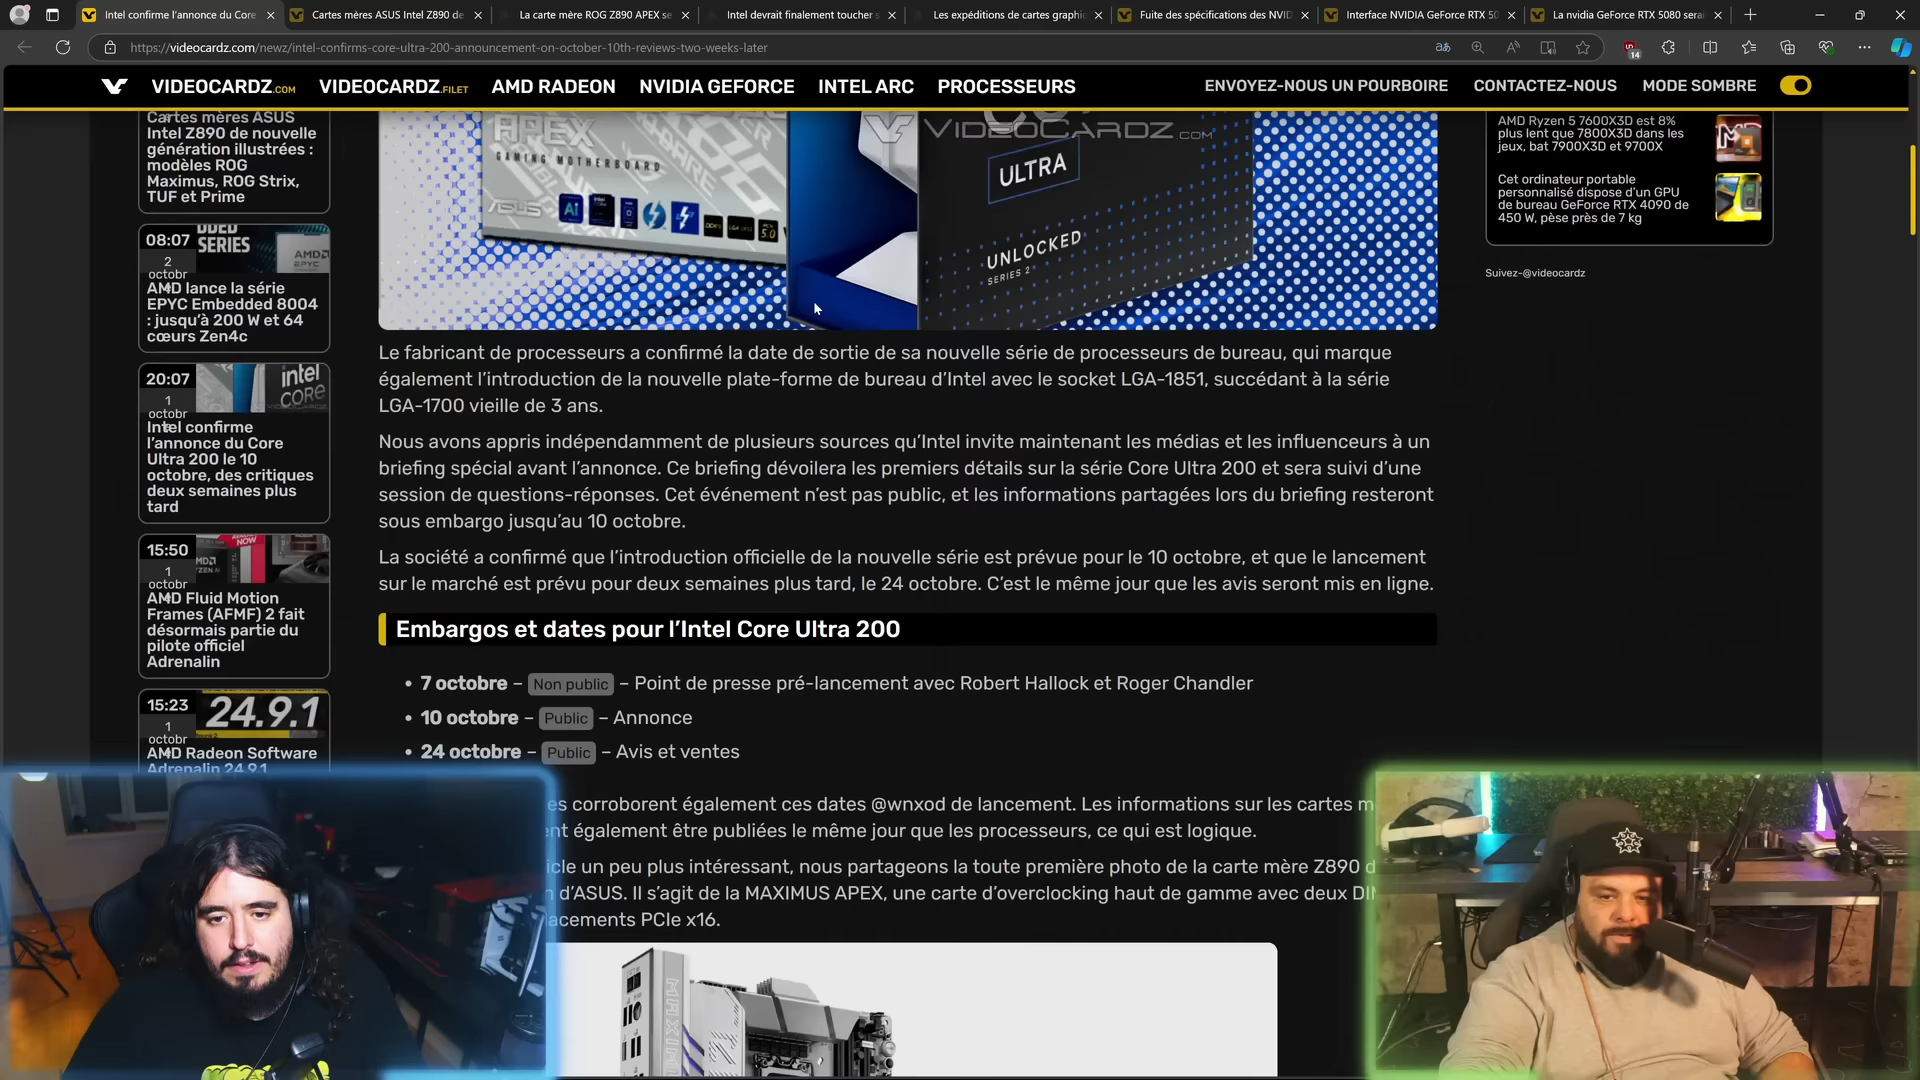 Intel confirme l'annonce du Core
Cartes mères ASUS Intel Z890 de
La carte mère ROG Z890 APEX se
Intel devrait finalement toucher
Les expéditions de cartes graphi
Fuite des spécifications des NVID
Interface NVIDIA GeForce RTX 50
La nvidia GeForce RTX 5080 serai
https://videocardz.com/newz/intel-confirms-core-ultra-200-announcement-on-october-10th-reviews-two-weeks-later
14
VIDEOCARDZ.COM
VIDEOCARDZ.FILET
AMD RADEON
NVIDIA GEFORCE
INTEL ARC
PROCESSEURS
ENVOYEZ-NOUS UN POURBOIRE
CONTACTEZ-NOUS
MODE SOMBRE
Cartes mères ASUS
Intel Z890 de nouvelle
génération illustrées :
modèles ROG
Maximus, ROG Strix,
TUF et Prime
08:07
2
octobr
AMD lance la série
EPYC Embedded 8004
: jusqu'à 200 W et 64
cœurs Zen4c
20:07
1
octobr
intel
CORE
Intel confirme
l'annonce du Core
Ultra 200 le 10
octobre, des critiques
deux semaines plus
tard
15:50
1
octobr
AMD Fluid Motion
Frames (AFMF) 2 fait
désormais partie du
pilote officiel
Adrenalin
15:23
1
octobr
24.9.1
AMD Radeon Software
Adrenalin 24.9.1
APEX
GAMING MOTHERBOARD
VIDEOCARDZ.COM
ULTRA
UNLOCKED
SERIES 2
Le fabricant de processeurs a confirmé la date de sortie de sa nouvelle série de processeurs de bureau, qui marque
également l'introduction de la nouvelle plate-forme de bureau d'Intel avec le socket LGA-1851, succédant à la série
LGA-1700 vieille de 3 ans.
Nous avons appris indépendamment de plusieurs sources qu'Intel invite maintenant les médias et les influenceurs à un
briefing spécial avant l'annonce. Ce briefing dévoilera les premiers détails sur la série Core Ultra 200 et sera suivi d'une
session de questions-réponses. Cet événement n'est pas public, et les informations partagées lors du briefing resteront
sous embargo jusqu'au 10 octobre.
La société a confirmé que l'introduction officielle de la nouvelle série est prévue pour le 10 octobre, et que le lancement
sur le marché est prévu pour deux semaines plus tard, le 24 octobre. C'est le même jour que les avis seront mis en ligne.
Embargos et dates pour l'Intel Core Ultra 200
• 7 octobre – Non public – Point de presse pré-lancement avec Robert Hallock et Roger Chandler
• 10 octobre – Public – Annonce
• 24 octobre – Public – Avis et ventes
es corroborent également ces dates @wnxod de lancement. Les informations sur les cartes m
nt également être publiées le même jour que les processeurs, ce qui est logique.
icle un peu plus intéressant, nous partageons la toute première photo de la carte mère Z890 d
n d'ASUS. Il s'agit de la MAXIMUS APEX, une carte d'overclocking haut de gamme avec deux DI
lacements PCIe x16.
AMD Ryzen 5 7600X3D est 8%
plus lent que 7800X3D dans les
jeux, bat 7900X3D et 9700X
Cet ordinateur portable
personnalisé dispose d'un GPU
de bureau GeForce RTX 4090 de
450 W, pèse près de 7 kg
Suivez-@videocardz